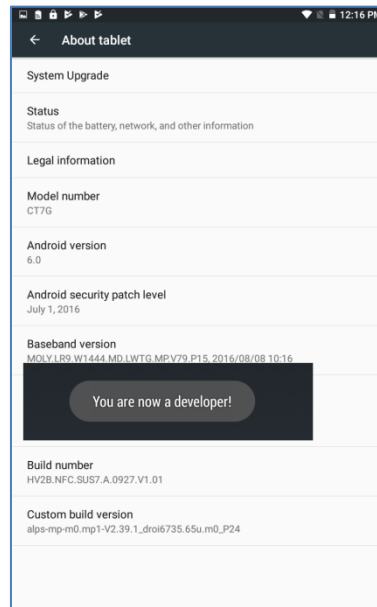 12:16 PM
About tablet
System Upgrade
Status
Status of the battery, network, and other information
Legal information
Model number
CT7G
Android version
6.0
Android security patch level
July 1, 2016
Baseband version
MOLY.LR9.W1444.MD.LWTG.MP.V79.P15, 2016/08/08 10:16
You are now a developer!
Build number
HV2B.NFC.SUS7.A.0927.V1.01
Custom build version
alps-mp-m0.mp1-V2.39.1_droi6735.65u.m0_P24